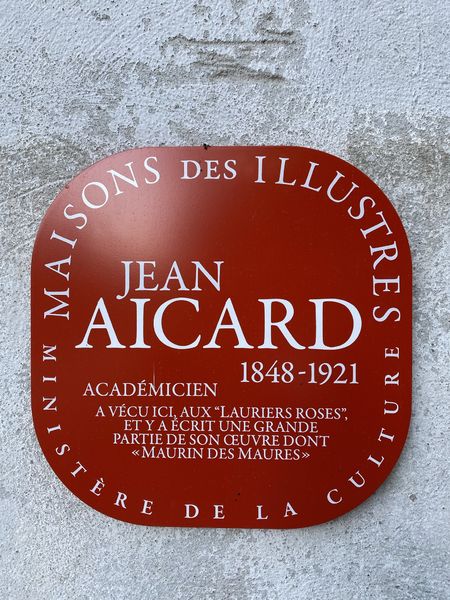 MAISONS DES ILLUSTRES
JEAN
AICARD
1848-1921
ACADÉMICIEN
A VÉCU ICI, AUX “LAURIERS ROSES”,
ET Y A ÉCRIT UNE GRANDE
PARTIE DE SON ŒUVRE DONT
«MAURIN DES MAURES»
MINISTÈRE DE LA CULTURE